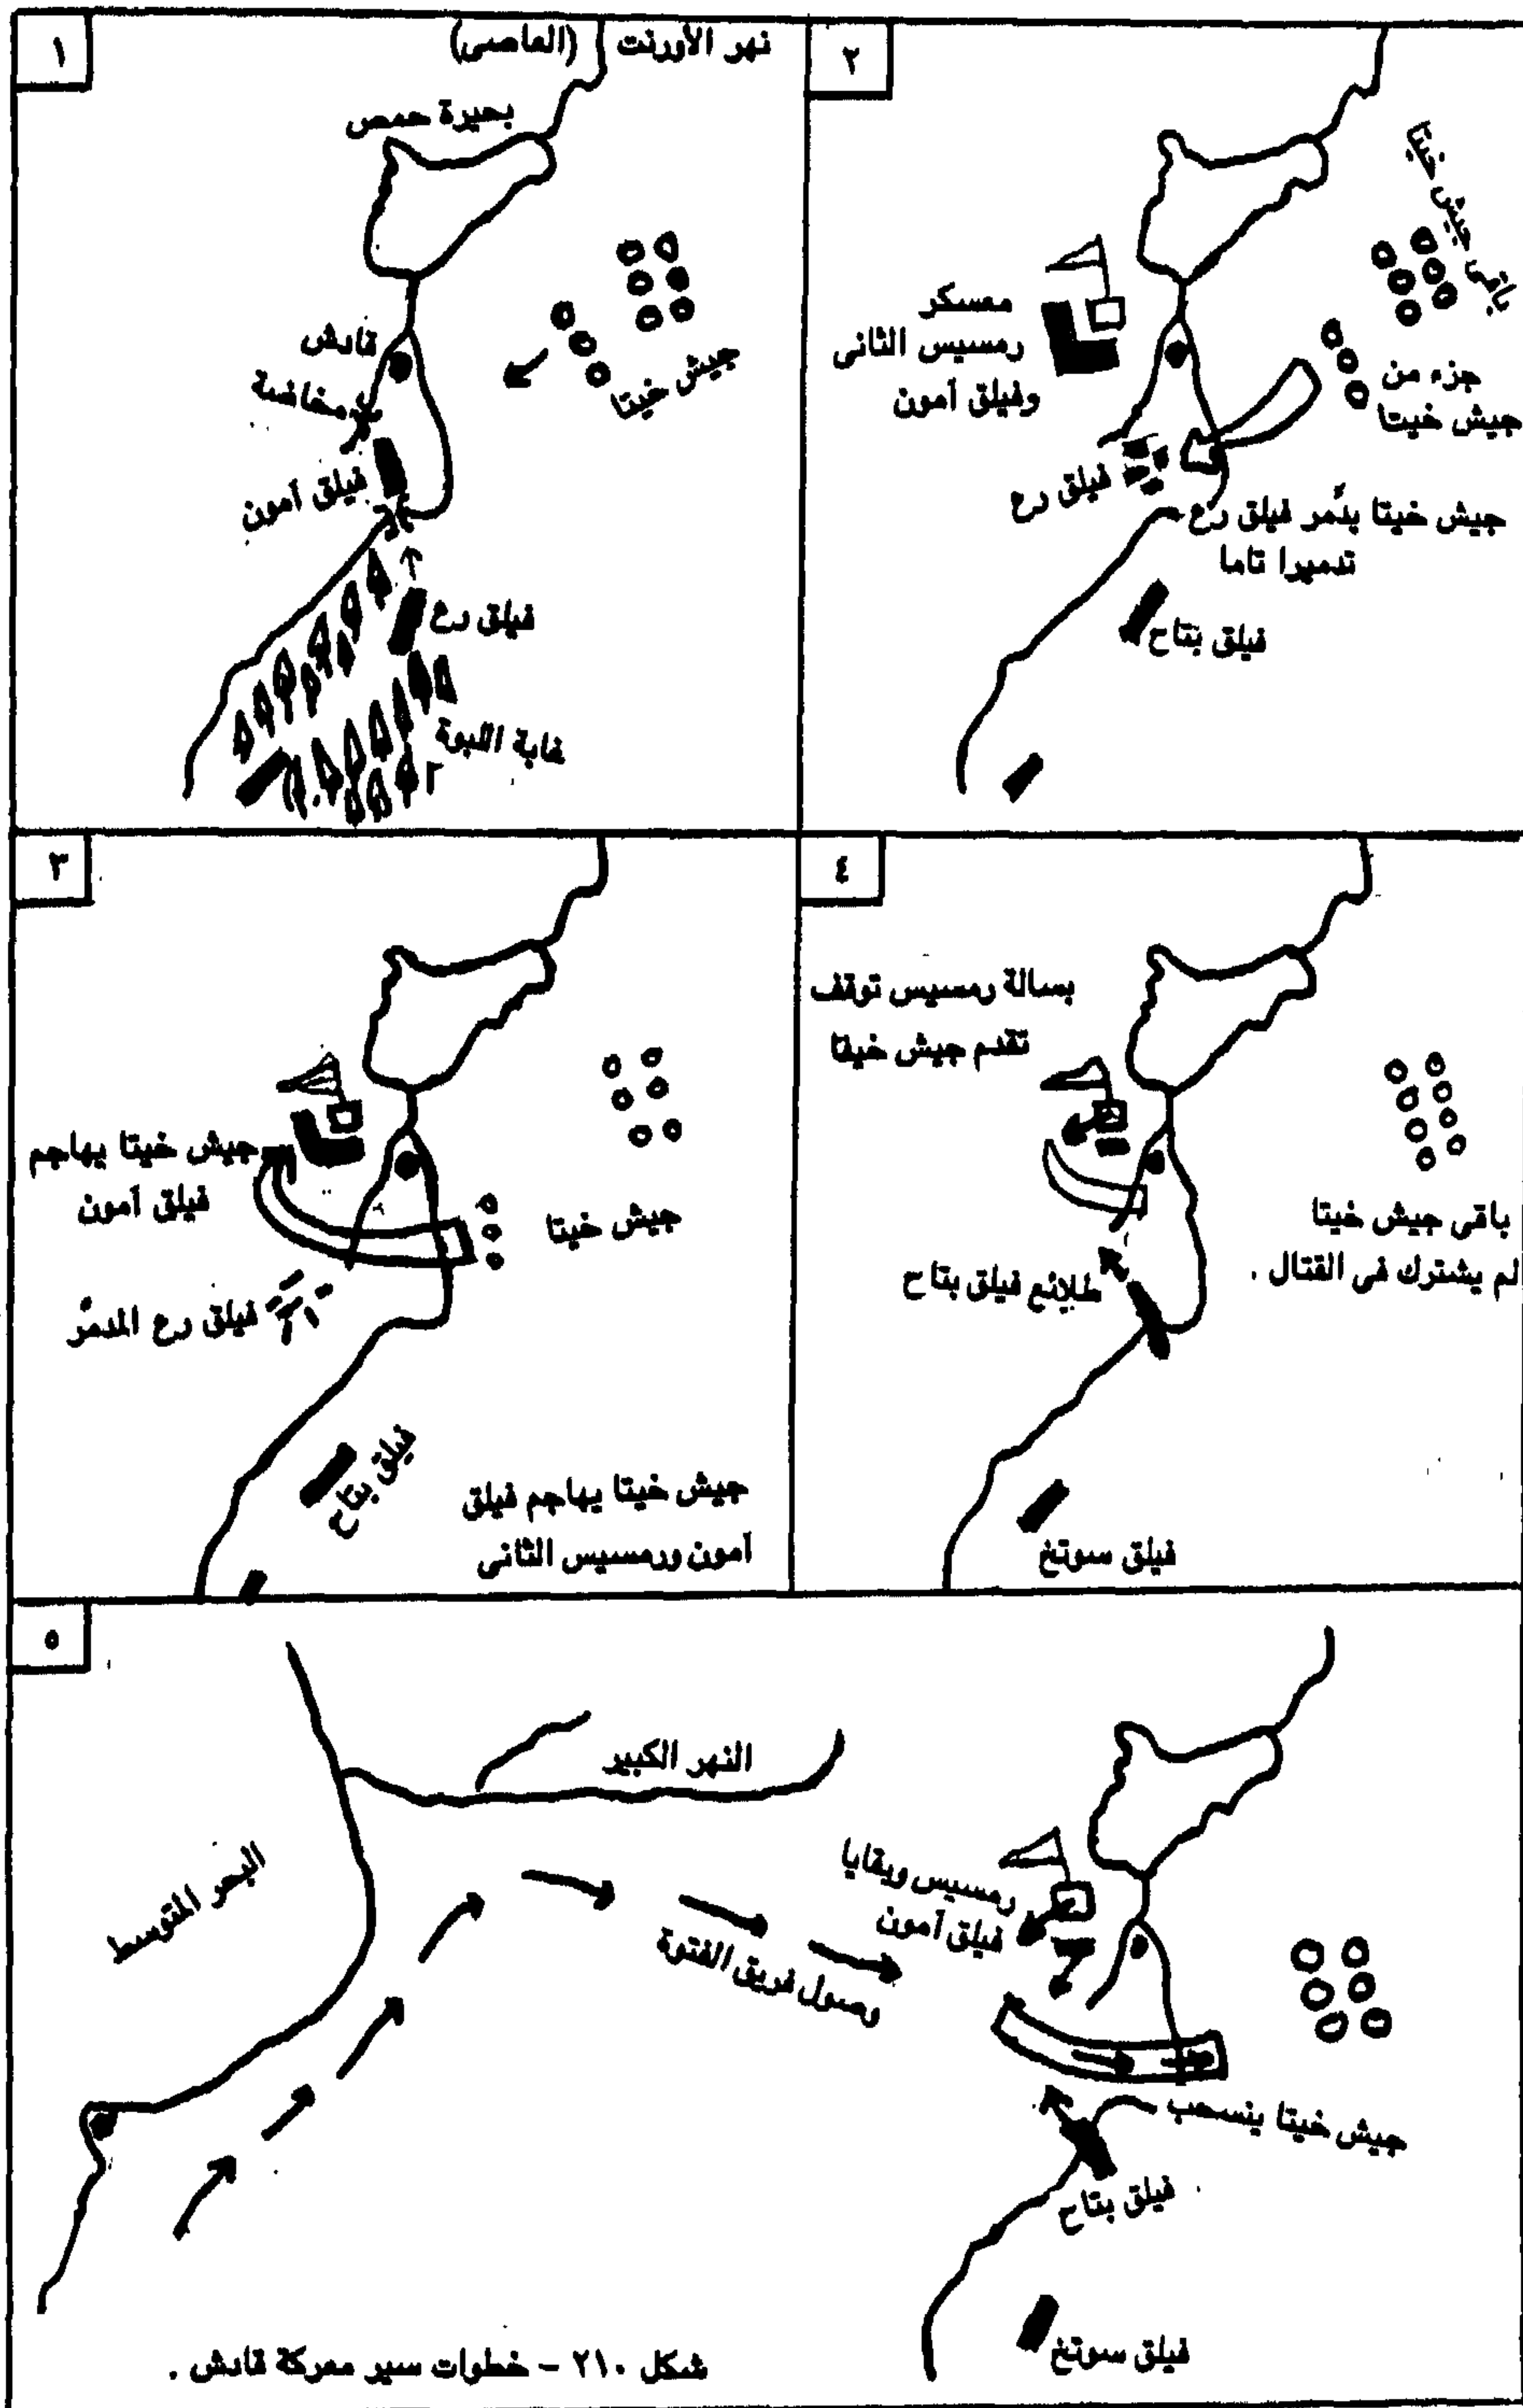 ١
نهر الأورنت (العاصى)
بحيرة حمص
قادش
مخاضة
جيش خيتا
فيلق آمون
فيلق رع
غابة اللبوة
٢
باقى جيش خيتا
معسكر
رمسيس الثانى
وفيلق آمون
جزء من
جيش خيتا
فيلق رع
جيش خيتا يدمّر فيلق رع
تدميرا تاما
فيلق بتاح
٣
جيش خيتا يهاجم
فيلق آمون
جيش خيتا
فيلق رع المدمّر
فيلق بتاح
جيش خيتا يهاجم فيلق
آمون ورمسيس الثانى
٤
بسالة رمسيس توقف
تقدم جيش خيتا
باقى جيش خيتا
لم يشترك فى القتال .
طلائع فيلق بتاح
فيلق سوتخ
٥
النهر الكبير
البحر المتوسط
رمسيس وبقايا
فيلق آمون
وصول فريق الفتوة
جيش خيتا ينسحب
فيلق بتاح
فيلق سوتخ
شكل ٢١٠ – خطوات سير معركة قادش .